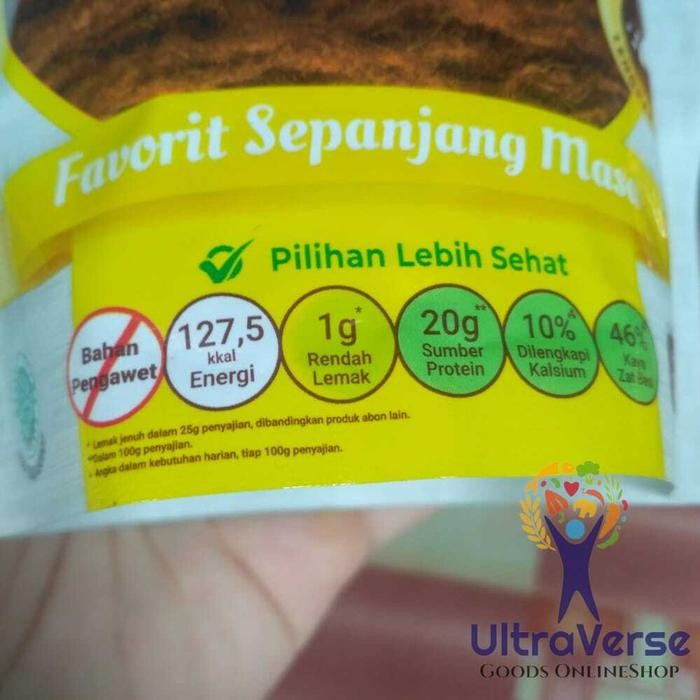 Favorit Sepanjang Masa
Pilihan Lebih Sehat
Bahan Pengawet
127,5 kkal Energi
1g* Rendah Lemak
20g** Sumber Protein
10% Dilengkapi Kalsium
46% Kaya Zat Besi
* Lemak jenuh dalam 25g penyajian, dibandingkan produk abon lain.
**Dalam 100g penyajian.
Angka dalam kebutuhan harian, tiap 100g penyajian.
UltraVerse
GOODS ONLINESHOP